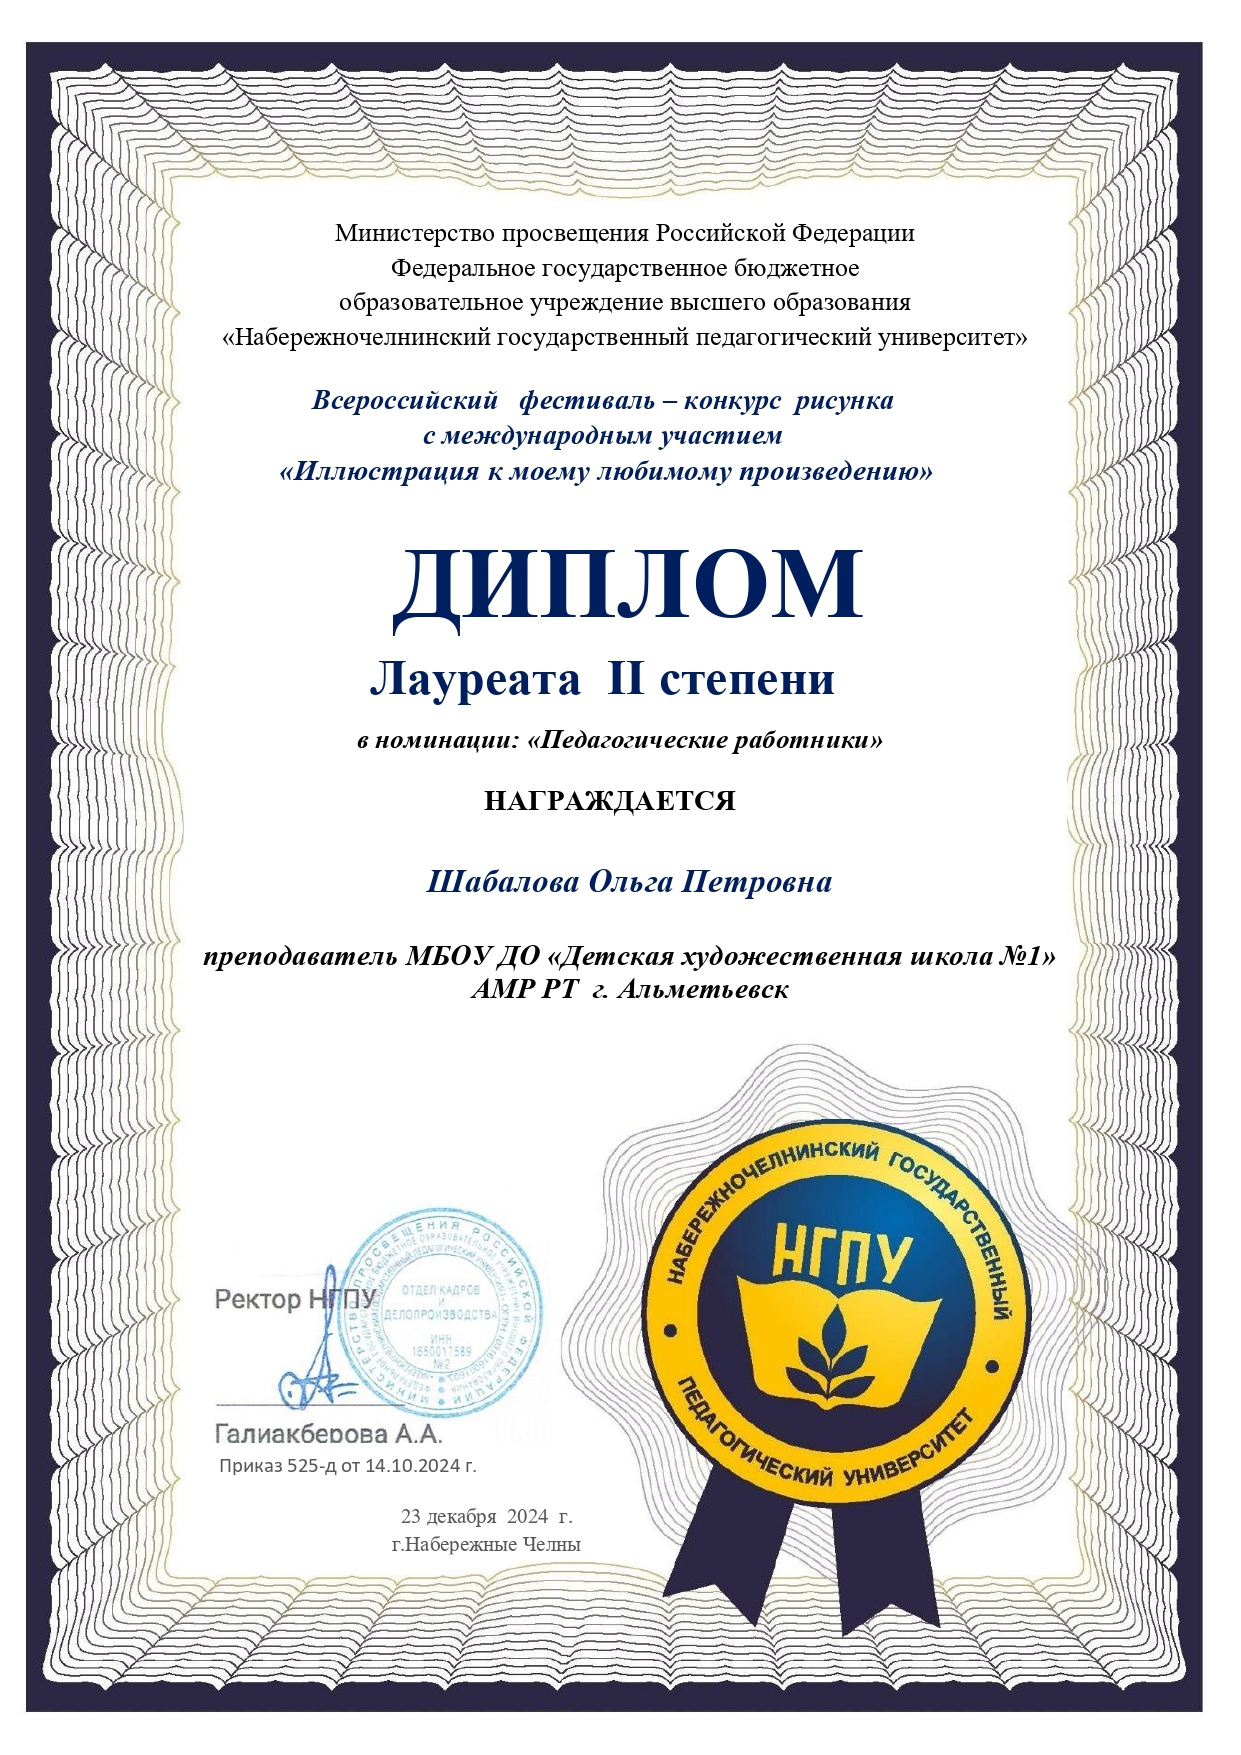 Министерство просвещения Российской Федерации
Федеральное государственное бюджетное
образовательное учреждение высшего образования
«Набережночелнинский государственный педагогический университет»
Всероссийский фестиваль – конкурс рисунка
с международным участием
«Иллюстрация к моему любимому произведению»
ДИПЛОМ
Лауреата II степени
в номинации: «Педагогические работники»
НАГРАЖДАЕТСЯ
Шабалова Ольга Петровна
преподаватель МБОУ ДО «Детская художественная школа №1»
АМР РТ г. Альметьевск
НАБЕРЕЖНОЧЕЛНИНСКИЙ ГОСУДАРСТВЕННЫЙ
НГПУ
ПЕДАГОГИЧЕСКИЙ УНИВЕРСИТЕТ
МИНИСТЕРСТВО ПРОСВЕЩЕНИЯ РОССИЙСКОЙ ФЕДЕРАЦИИ
ОТДЕЛ КАДРОВ
И
ДЕЛОПРОИЗВОДСТВА
ИНН
1650017589
№2
Ректор НГПУ
Галиакберова А.А.
Приказ 525-д от 14.10.2024 г.
23 декабря 2024 г.
г.Набережные Челны